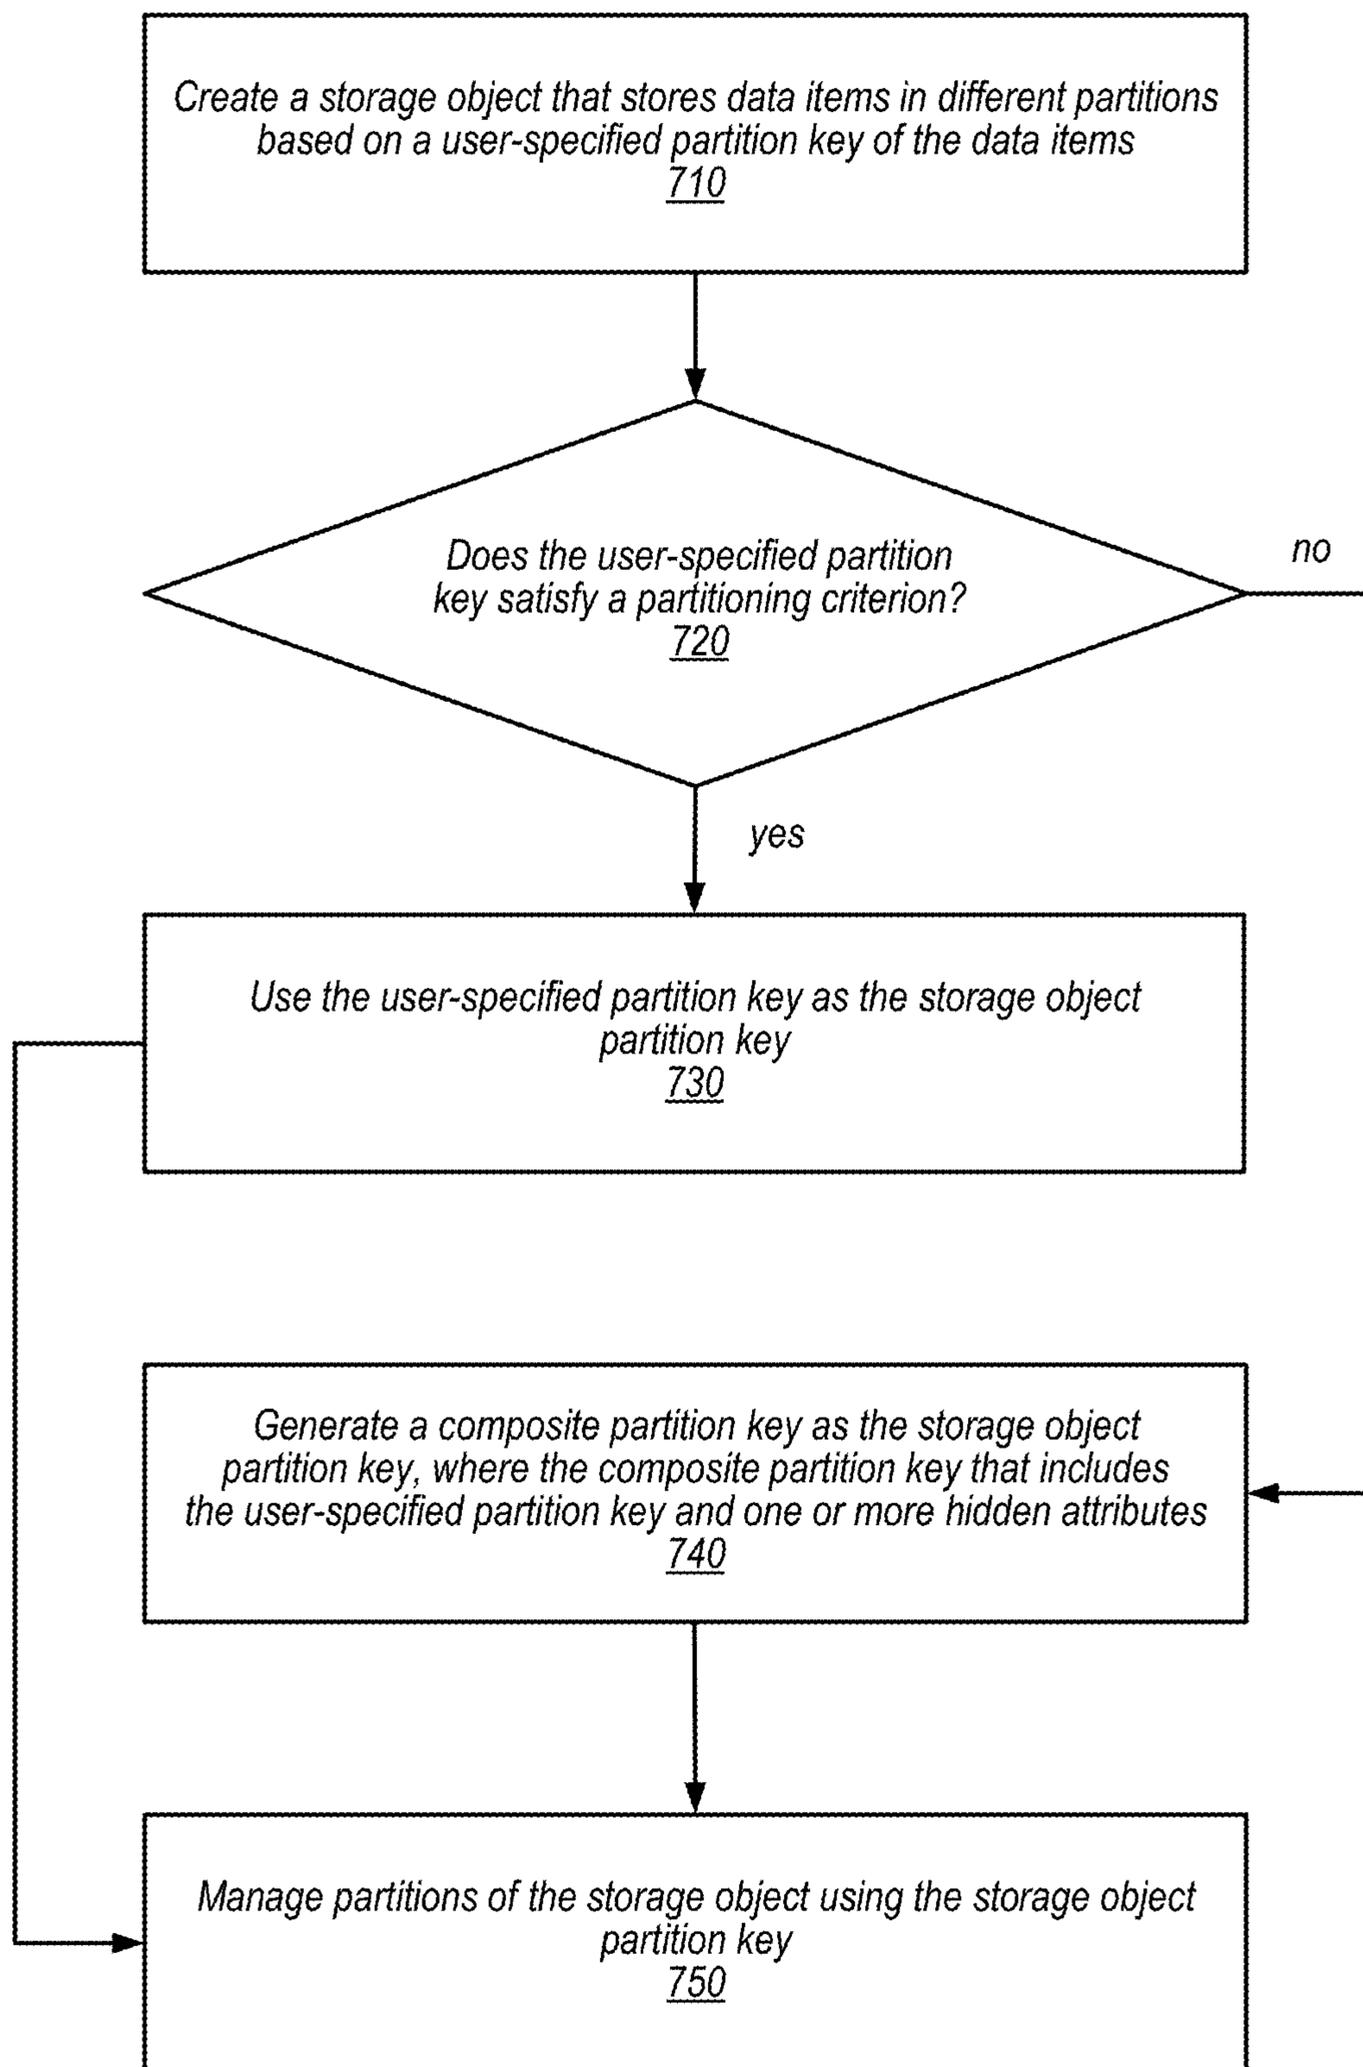 Create a storage object that stores data items in different partitions
based on a user-specified partition key of the data items
710
Does the user-specified partition
key satisfy a partitioning criterion?
720
no
yes
Use the user-specified partition key as the storage object
partition key
730
Generate a composite partition key as the storage object
partition key, where the composite partition key that includes
the user-specified partition key and one or more hidden attributes
740
Manage partitions of the storage object using the storage object
partition key
750